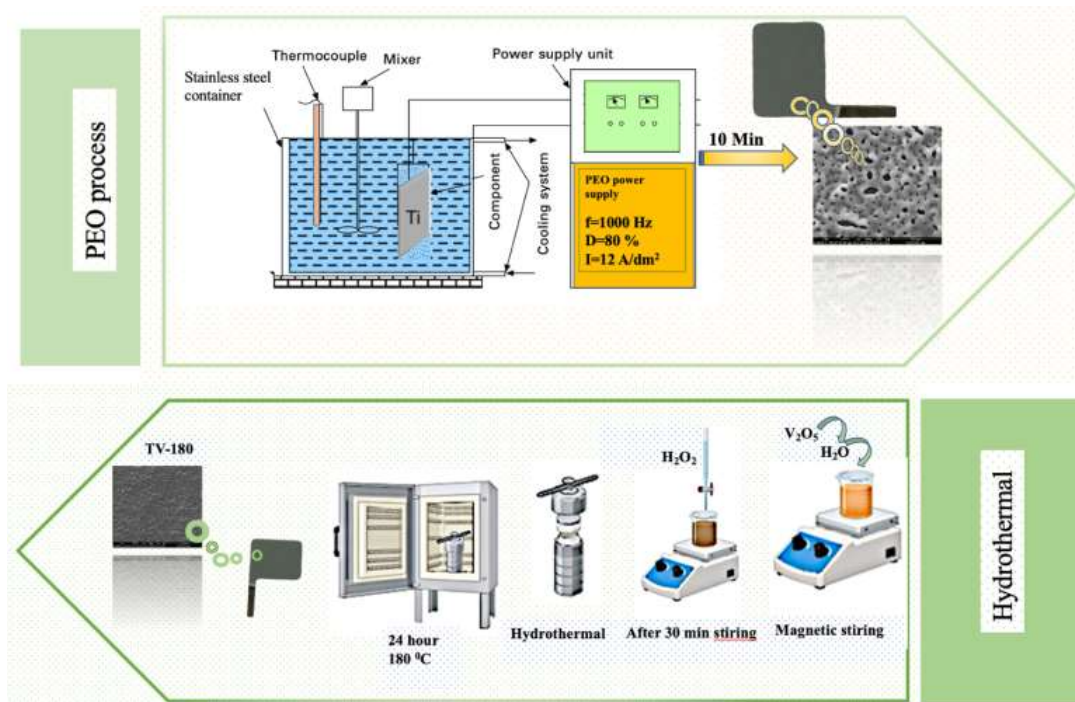 PEO process
Thermocouple
Mixer
Stainless steel
container
Power supply unit
Ti
Component
Cooling system
PEO power
supply
f=1000 Hz
D=80 %
I=12 A/dm²
10 Min
Hydrothermal
V₂O₅
H₂O
Magnetic stiring
H₂O₂
After 30 min stiring
Hydrothermal
24 hour
180 ⁰C
TV-180